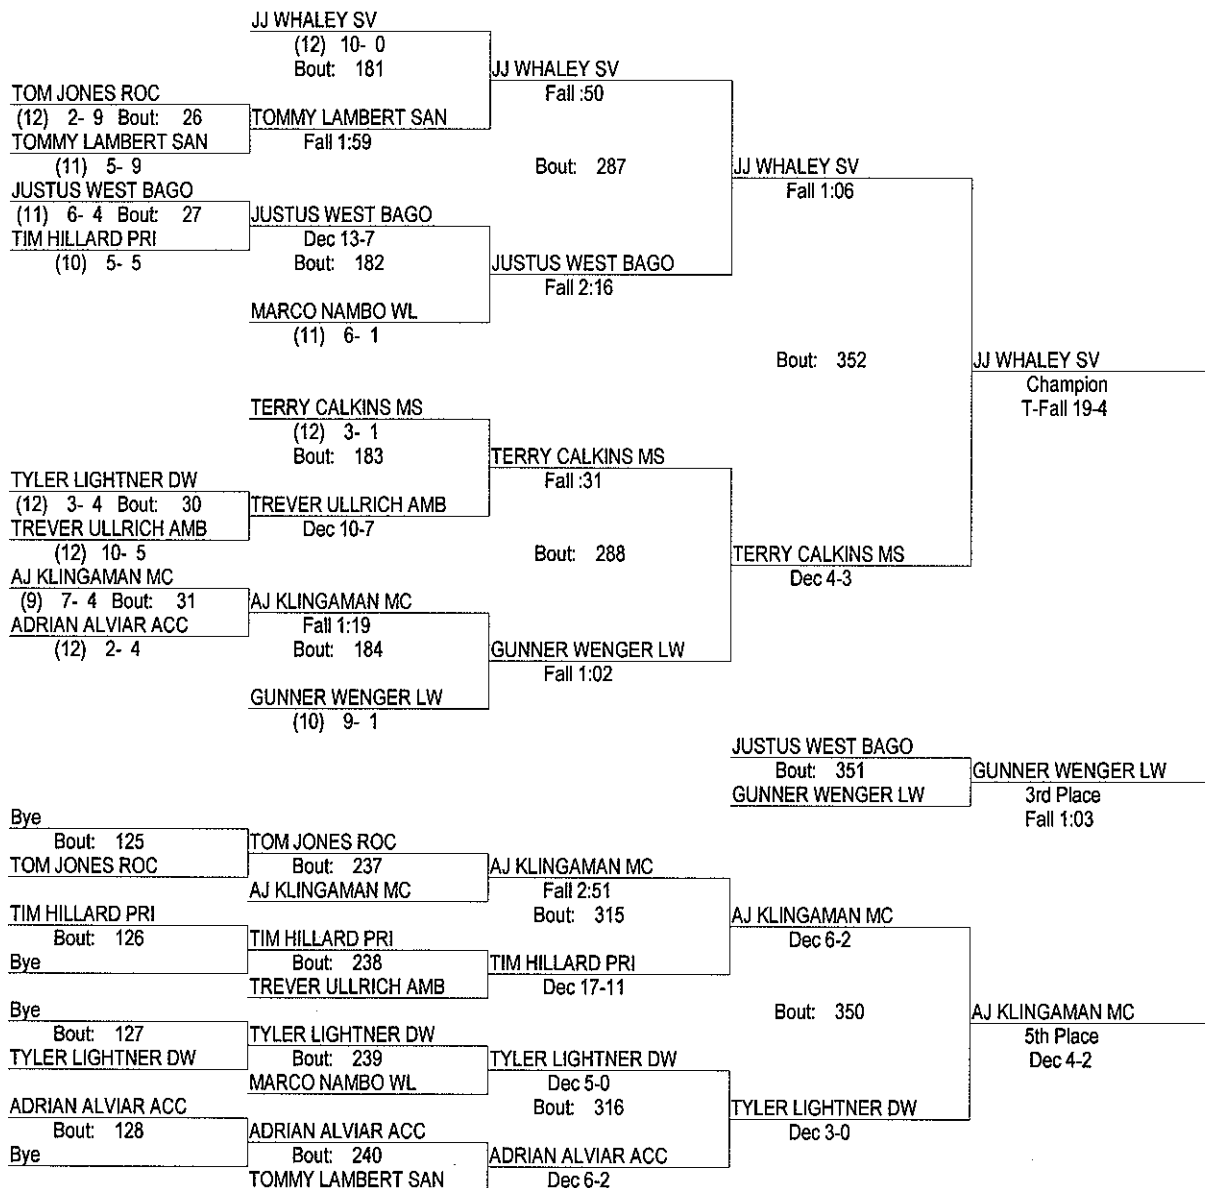 JJ WHALEY SV
(12) 10- 0
Bout: 181
JJ WHALEY SV
Fall :50
TOM JONES ROC
(12) 2- 9 Bout: 26
TOMMY LAMBERT SAN
(11) 5- 9
TOMMY LAMBERT SAN
Fall 1:59
Bout: 287
JJ WHALEY SV
Fall 1:06
JUSTUS WEST BAGO
(11) 6- 4 Bout: 27
TIM HILLARD PRI
(10) 5- 5
JUSTUS WEST BAGO
Dec 13-7
Bout: 182
JUSTUS WEST BAGO
Fall 2:16
MARCO NAMBO WL
(11) 6- 1
Bout: 352
JJ WHALEY SV
Champion
T-Fall 19-4
TERRY CALKINS MS
(12) 3- 1
Bout: 183
TERRY CALKINS MS
Fall :31
TYLER LIGHTNER DW
(12) 3- 4 Bout: 30
TREVER ULLRICH AMB
(12) 10- 5
TREVER ULLRICH AMB
Dec 10-7
Bout: 288
TERRY CALKINS MS
Dec 4-3
AJ KLINGAMAN MC
(9) 7- 4 Bout: 31
ADRIAN ALVIAR ACC
(12) 2- 4
AJ KLINGAMAN MC
Fall 1:19
Bout: 184
GUNNER WENGER LW
Fall 1:02
GUNNER WENGER LW
(10) 9- 1
JUSTUS WEST BAGO
Bout: 351
GUNNER WENGER LW
GUNNER WENGER LW
3rd Place
Fall 1:03
Bye
Bout: 125
TOM JONES ROC
TOM JONES ROC
Bout: 237
AJ KLINGAMAN MC
AJ KLINGAMAN MC
Fall 2:51
Bout: 315
AJ KLINGAMAN MC
Dec 6-2
TIM HILLARD PRI
Bout: 126
Bye
TIM HILLARD PRI
Bout: 238
TREVER ULLRICH AMB
TIM HILLARD PRI
Dec 17-11
Bout: 350
AJ KLINGAMAN MC
5th Place
Dec 4-2
Bye
Bout: 127
TYLER LIGHTNER DW
TYLER LIGHTNER DW
Bout: 239
MARCO NAMBO WL
TYLER LIGHTNER DW
Dec 5-0
Bout: 316
TYLER LIGHTNER DW
Dec 3-0
ADRIAN ALVIAR ACC
Bout: 128
Bye
ADRIAN ALVIAR ACC
Bout: 240
TOMMY LAMBERT SAN
ADRIAN ALVIAR ACC
Dec 6-2